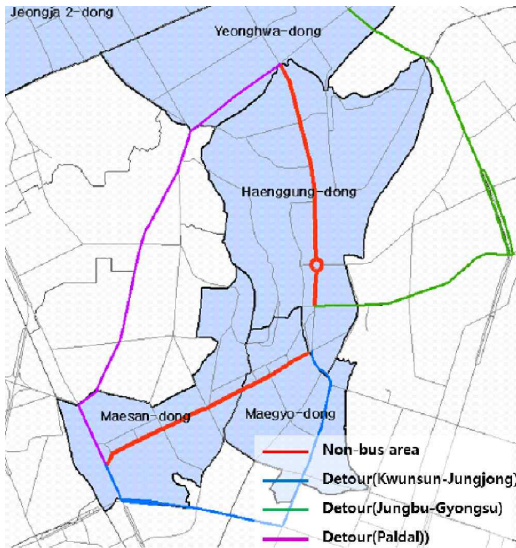 Jeongja 2-dong
Yeonghwa-dong
Haenggung-dong
Maesan-dong
Maegyo-dong
Non-bus area
Detour(Kwunsun-Jungjong)
Detour(Jungbu-Gyongsu)
Detour(Paldal))